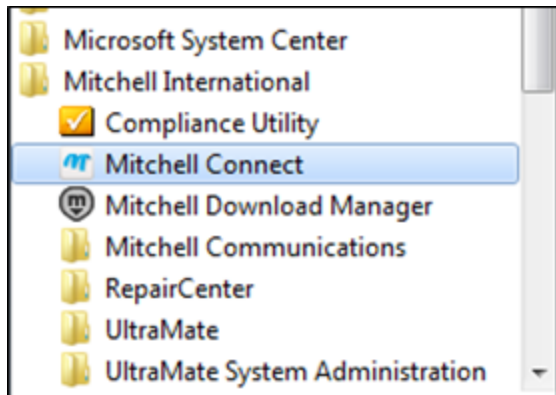 Microsoft System Center
Mitchell International
Compliance Utility
Mitchell Connect
Mitchell Download Manager
Mitchell Communications
RepairCenter
UltraMate
UltraMate System Administration